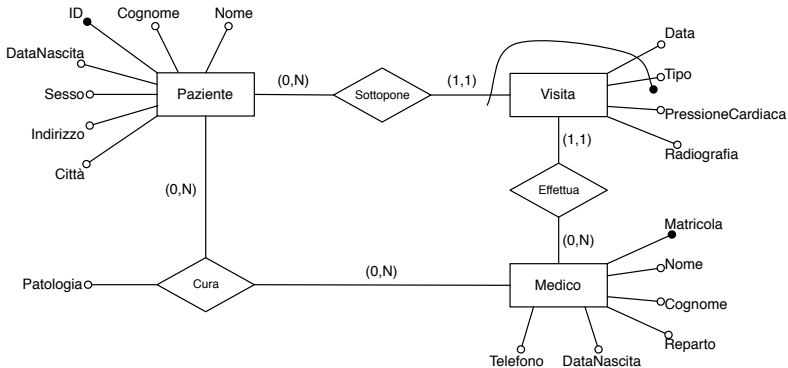 ID
Cognome
Nome
DataNascita
Sesso
Indirizzo
Città
Paziente
(0,N)
Sottopone
(1,1)
Visita
Data
Tipo
PressioneCardiaca
Radiografia
(1,1)
Effettua
(0,N)
(0,N)
Patologia
Cura
(0,N)
Medico
Matricola
Nome
Cognome
Reparto
Telefono
DataNascita